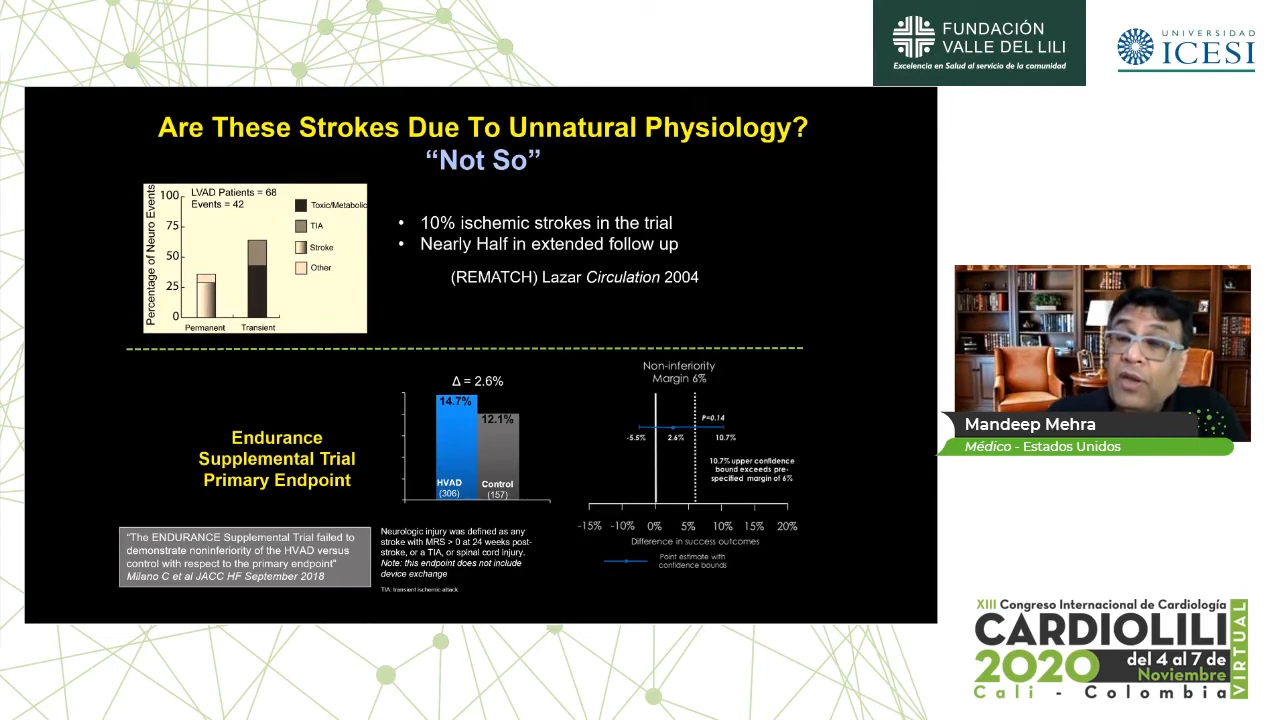 FUNDACIÓN
VALLE DEL LILI
Excelencia en Salud al servicio de la comunidad
UNIVERSIDAD
ICESI
Are These Strokes Due To Unnatural Physiology?
“Not So”
Percentage of Neuro Events
100
75
50
25
0
LVAD Patients = 68
Events = 42
Toxic/Metabolic
TIA
Stroke
Other
Permanent
Transient
• 10% ischemic strokes in the trial
• Nearly Half in extended follow up
(REMATCH) Lazar Circulation 2004
Endurance
Supplemental Trial
Primary Endpoint
Δ = 2.6%
14.7%
12.1%
HVAD
(306)
Control
(157)
Non-inferiority
Margin 6%
P=0.14
-5.5%
2.6%
10.7%
10.7% upper confidence
bound exceeds pre-
specified margin of 6%
-15%
-10%
0%
5%
10%
15%
20%
Difference in success outcomes
Point estimate with
confidence bounds
“The ENDURANCE Supplemental Trial failed to
demonstrate noninferiority of the HVAD versus
control with respect to the primary endpoint”
Milano C et al JACC HF September 2018
Neurologic injury was defined as any
stroke with MRS > 0 at 24 weeks post-
stroke, or a TIA, or spinal cord injury.
Note: this endpoint does not include
device exchange
TIA: transient ischemic attack.
Mandeep Mehra
Médico - Estados Unidos
XIII Congreso Internacional de Cardiología
CARDIOLILI
2020
del 4 al 7 de
Noviembre
Cali - Colombia
VIRTUAL